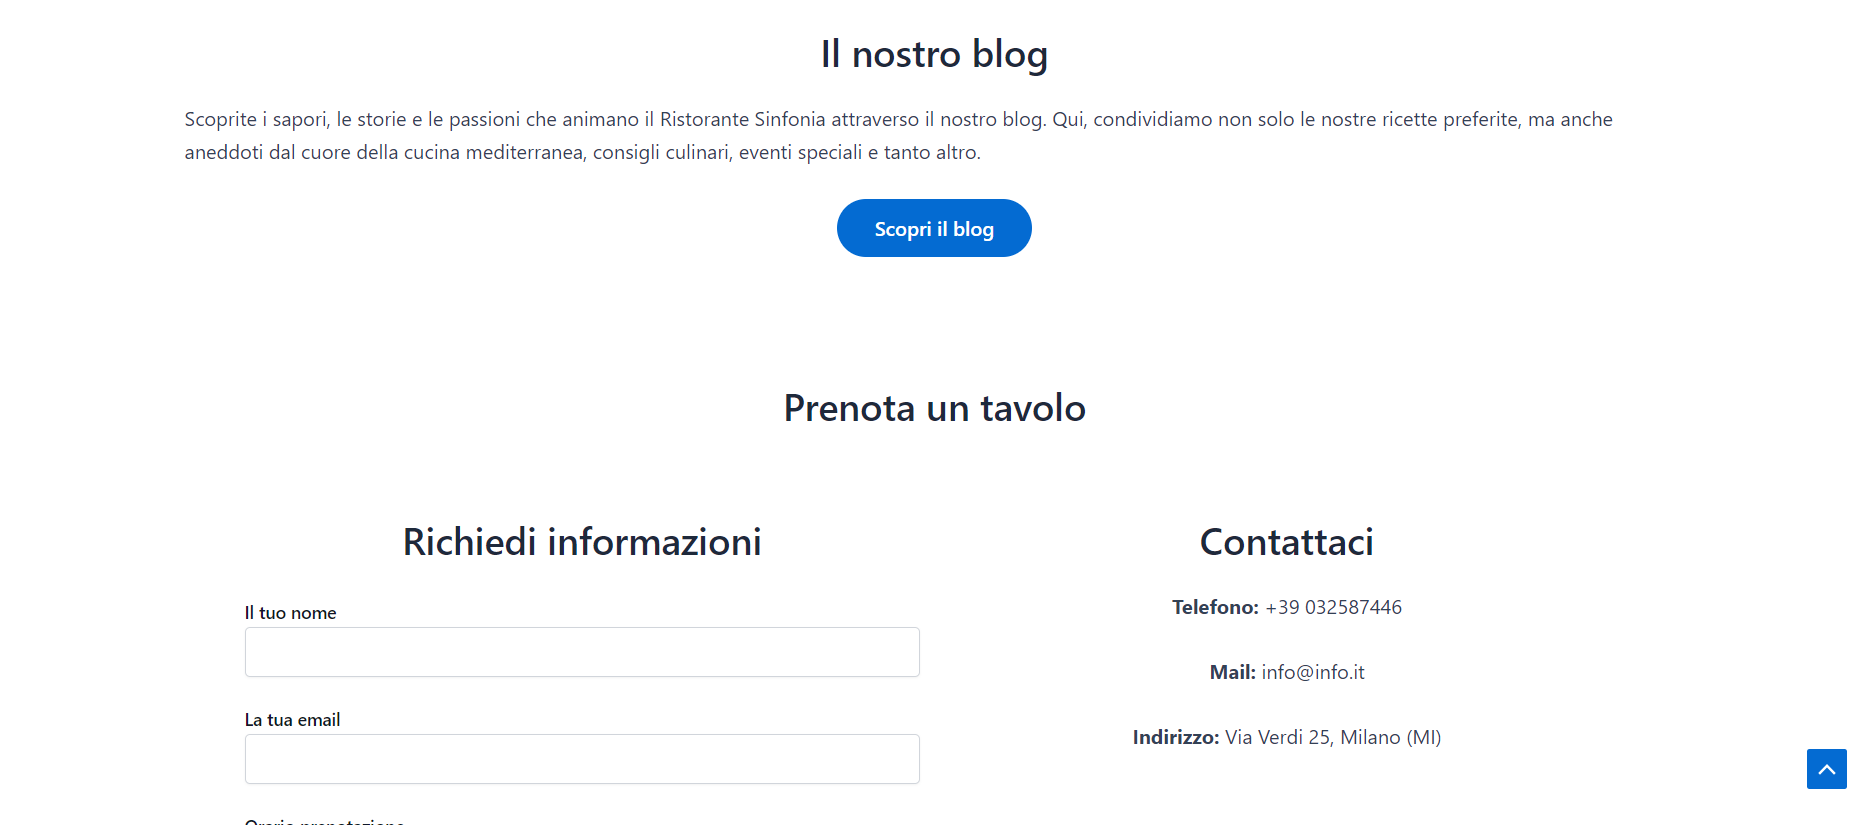 Il nostro blog
Scoprite i sapori, le storie e le passioni che animano il Ristorante Sinfonia attraverso il nostro blog. Qui, condividiamo non solo le nostre ricette preferite, ma anche
aneddoti dal cuore della cucina mediterranea, consigli culinari, eventi speciali e tanto altro.
Scopri il blog
Prenota un tavolo
Richiedi informazioni
Il tuo nome
La tua email
Orario prenotazione
Contattaci
Telefono: +39 032587446
Mail: info@info.it
Indirizzo: Via Verdi 25, Milano (MI)